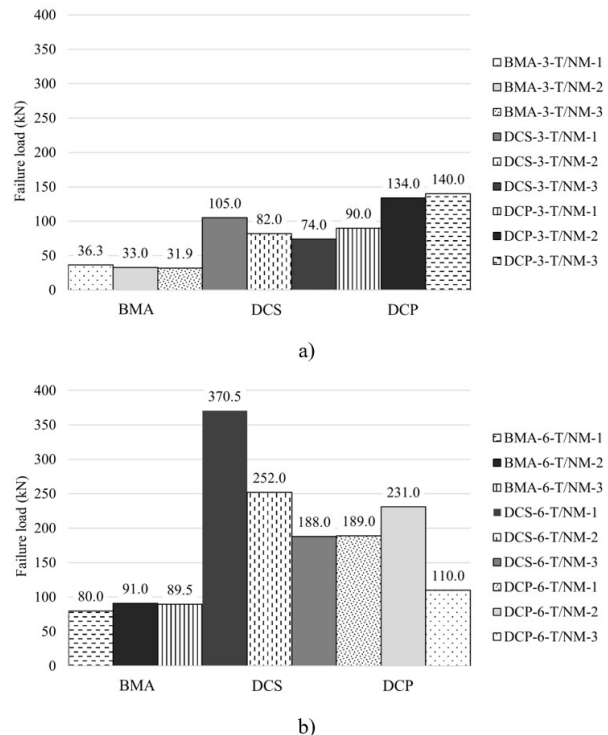 400
350
300
250
200
150
100
50
0
Failure load (kN)
36.3
33.0
31.9
105.0
82.0
74.0
90.0
134.0
140.0
BMA
DCS
DCP
BMA-3-T/NM-1
BMA-3-T/NM-2
BMA-3-T/NM-3
DCS-3-T/NM-1
DCS-3-T/NM-2
DCS-3-T/NM-3
DCP-3-T/NM-1
DCP-3-T/NM-2
DCP-3-T/NM-3
a)
400
350
300
250
200
150
100
50
0
Failure load (kN)
80.0
91.0
89.5
370.5
252.0
188.0
189.0
231.0
110.0
BMA
DCS
DCP
BMA-6-T/NM-1
BMA-6-T/NM-2
BMA-6-T/NM-3
DCS-6-T/NM-1
DCS-6-T/NM-2
DCS-6-T/NM-3
DCP-6-T/NM-1
DCP-6-T/NM-2
DCP-6-T/NM-3
b)